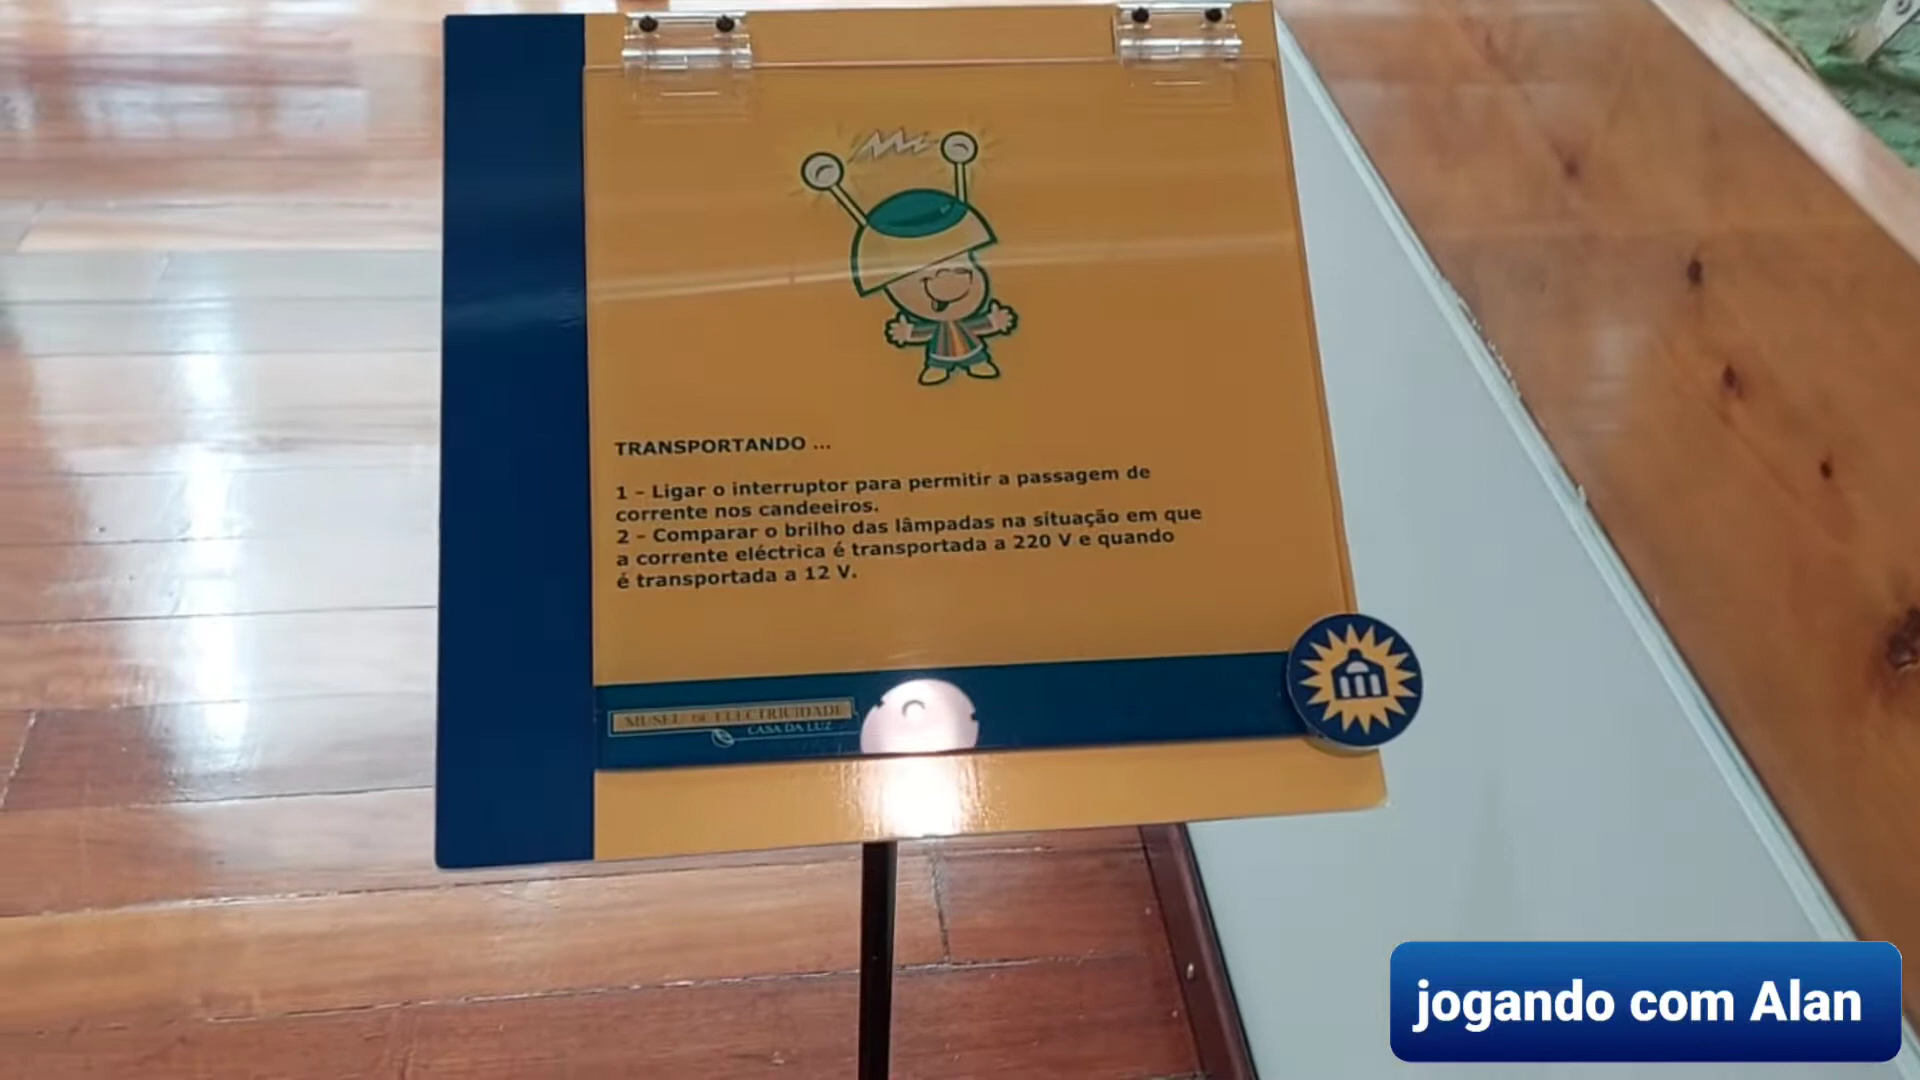 TRANSPORTANDO ...
1 – Ligar o interruptor para permitir a passagem de
corrente nos candeeiros.
2 – Comparar o brilho das lâmpadas na situação em que
a corrente eléctrica é transportada a 220 V e quando
é transportada a 12 V.
MUSEU DE ELECTRICIDADE
CASA DA LUZ
jogando com Alan